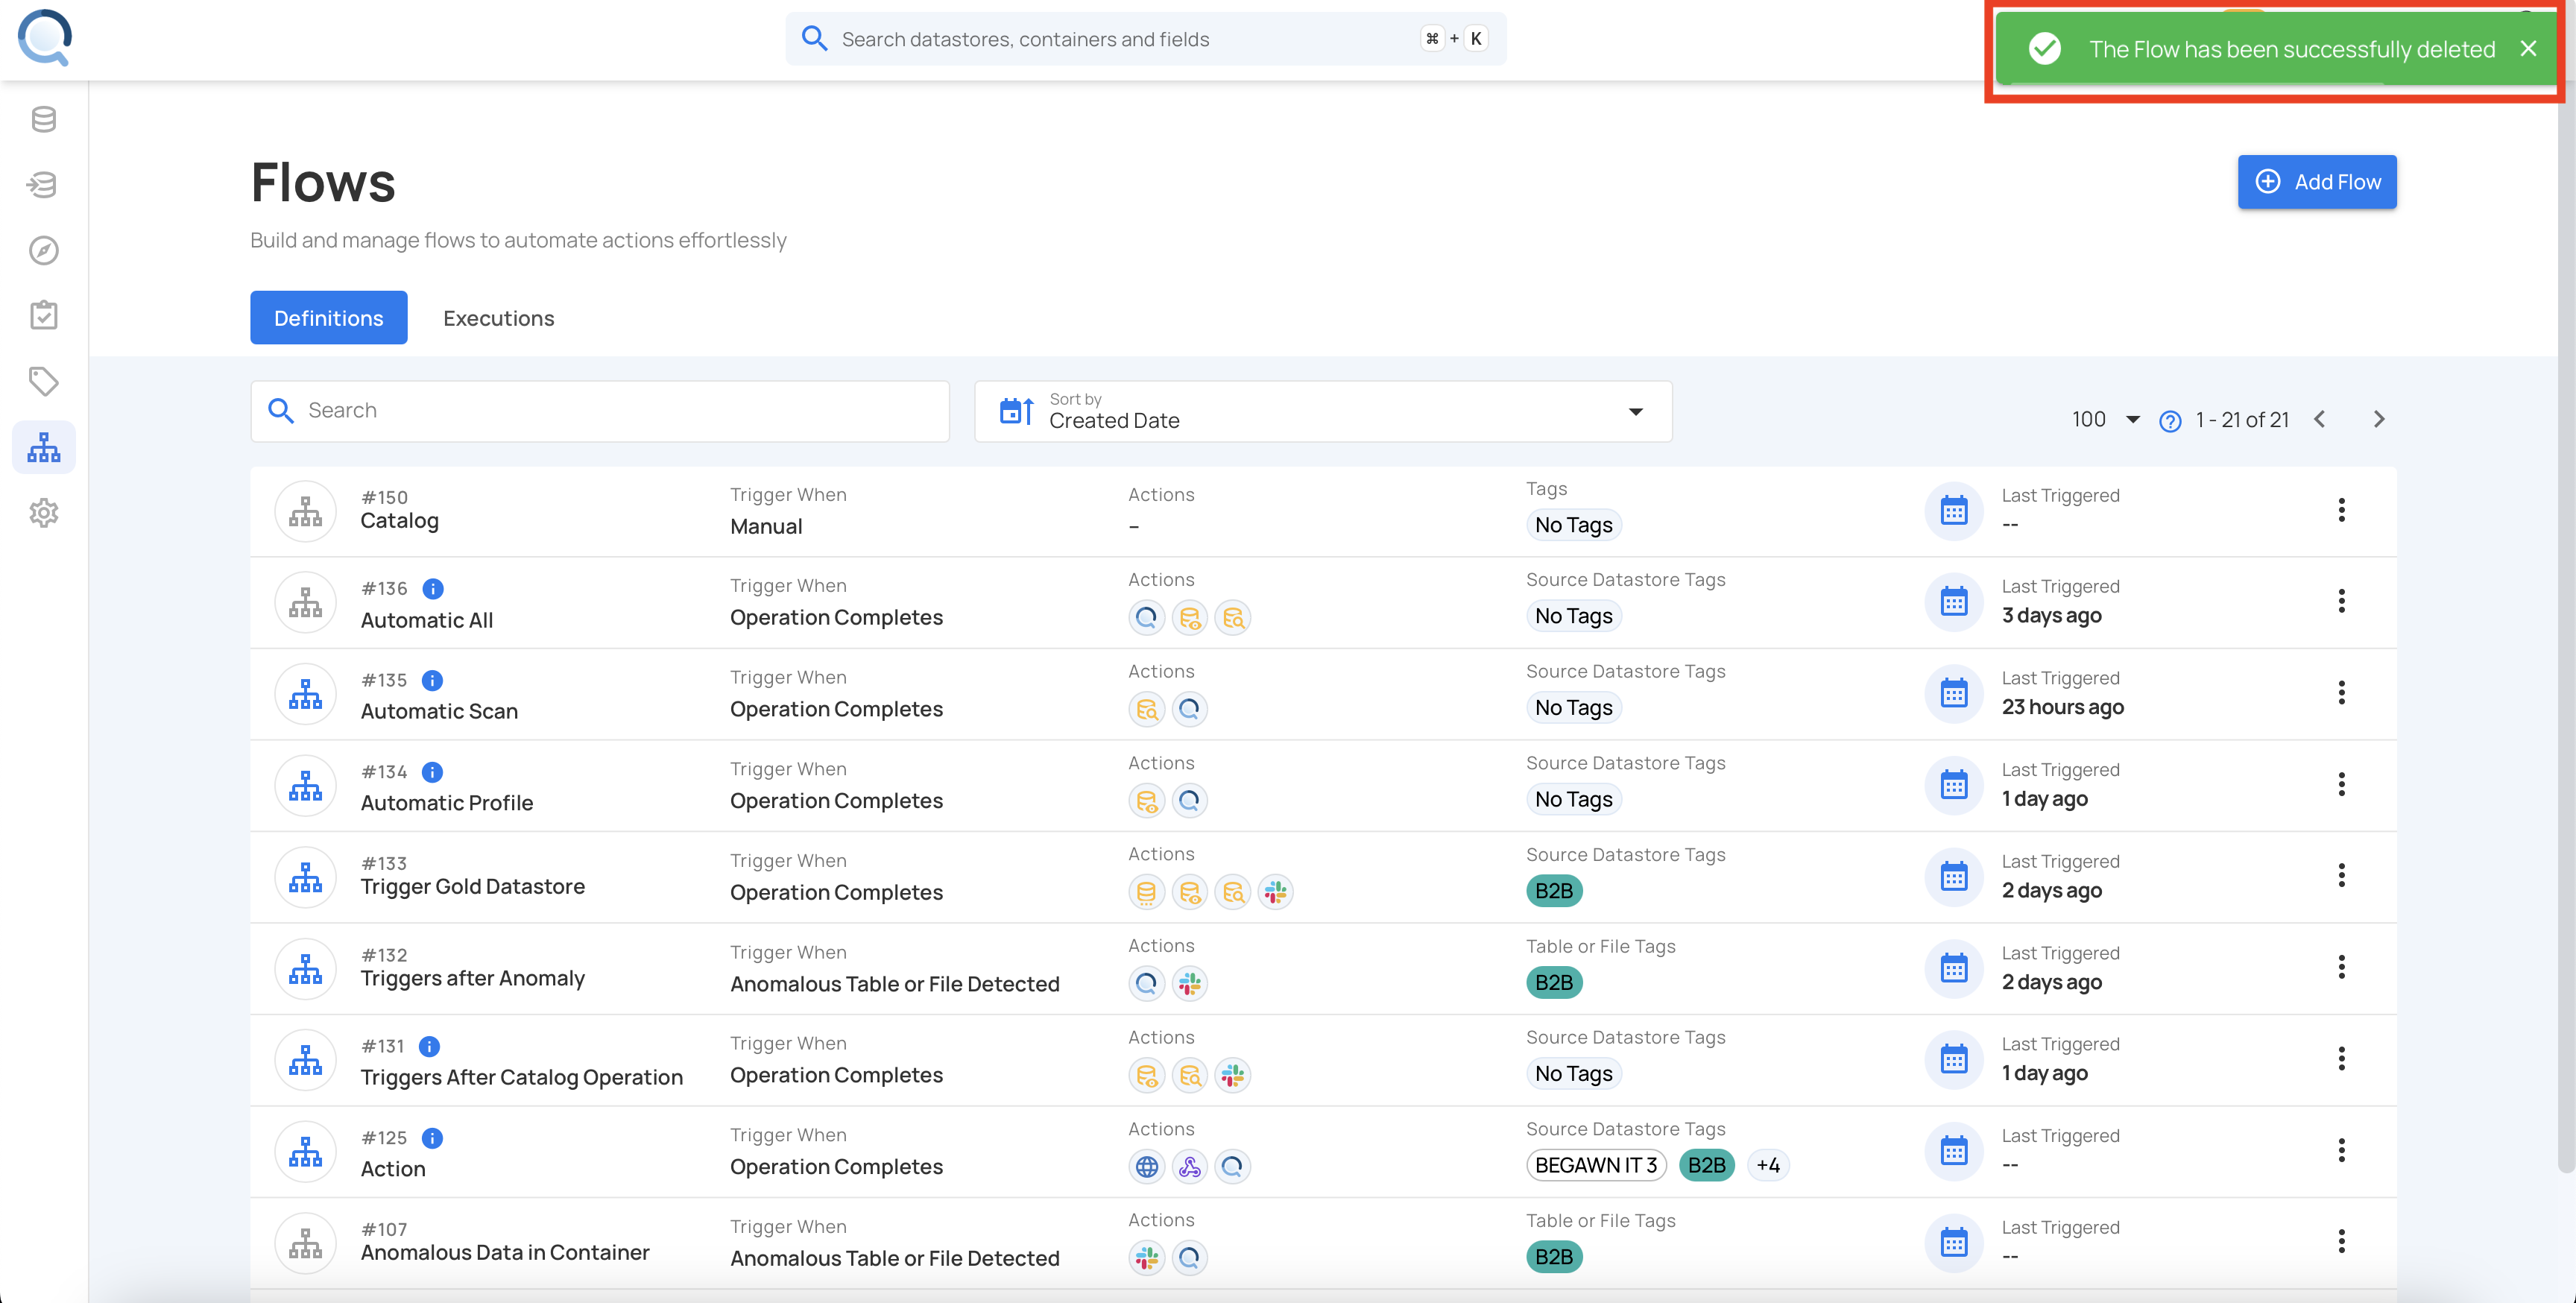 Search datastores, containers and fields
⌘ + K
The Flow has been successfully deleted
Flows
Add Flow
Build and manage flows to automate actions effortlessly
Definitions
Executions
Search
Sort by
Created Date
100
1 - 21 of 21
#150
Catalog
Trigger When
Manual
Actions
–
Tags
No Tags
Last Triggered
--
#136
Automatic All
Trigger When
Operation Completes
Actions
Source Datastore Tags
No Tags
Last Triggered
3 days ago
#135
Automatic Scan
Trigger When
Operation Completes
Actions
Source Datastore Tags
No Tags
Last Triggered
23 hours ago
#134
Automatic Profile
Trigger When
Operation Completes
Actions
Source Datastore Tags
No Tags
Last Triggered
1 day ago
#133
Trigger Gold Datastore
Trigger When
Operation Completes
Actions
Source Datastore Tags
B2B
Last Triggered
2 days ago
#132
Triggers after Anomaly
Trigger When
Anomalous Table or File Detected
Actions
Table or File Tags
B2B
Last Triggered
2 days ago
#131
Triggers After Catalog Operation
Trigger When
Operation Completes
Actions
Source Datastore Tags
No Tags
Last Triggered
1 day ago
#125
Action
Trigger When
Operation Completes
Actions
Source Datastore Tags
BEGAWN IT 3 B2B +4
Last Triggered
--
#107
Anomalous Data in Container
Trigger When
Anomalous Table or File Detected
Actions
Table or File Tags
B2B
Last Triggered
--